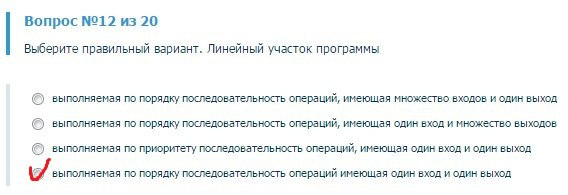 Вопрос №12 из 20
Выберите правильный вариант. Линейный участок программы
выполняемая по порядку последовательность операций, имеющая множество входов и один выход
выполняемая по порядку последовательность операций, имеющая один вход и множество выходов
выполняемая по приоритету последовательность операций, имеющая один вход и один выход
выполняемая по порядку последовательность операций имеющая один вход и один выход